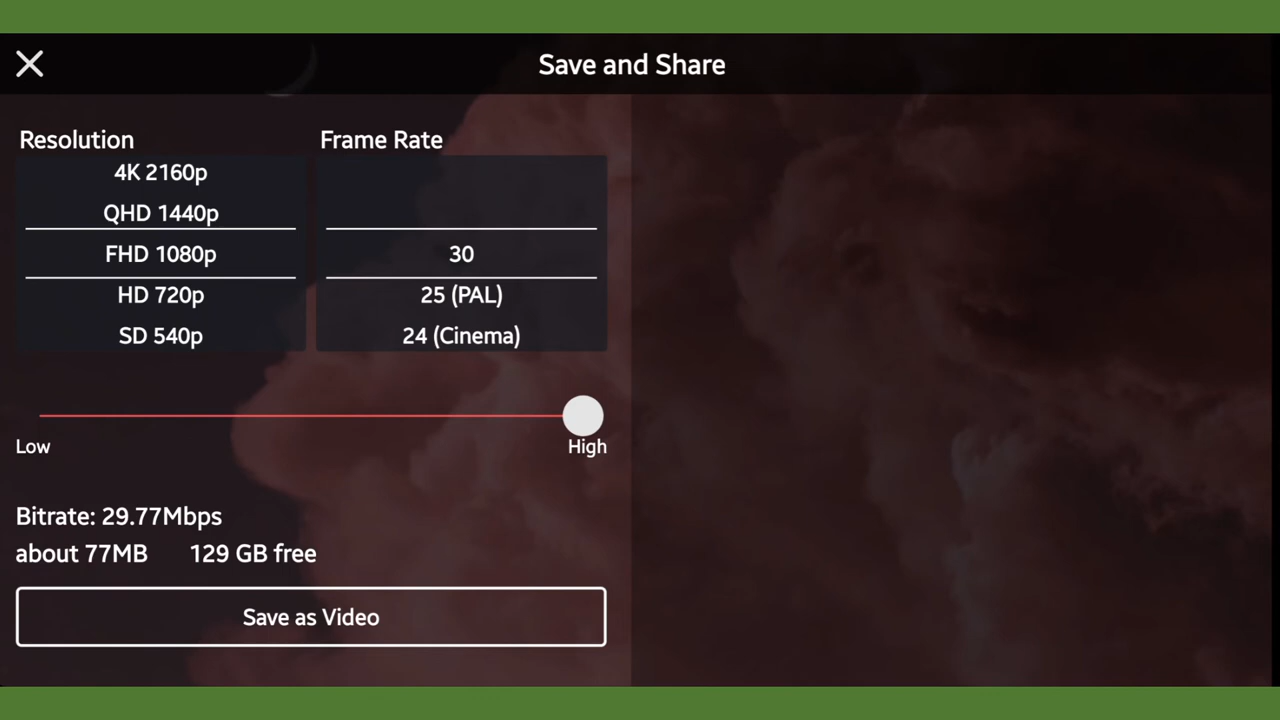 Save and Share
Resolution
Frame Rate
4K 2160p
QHD 1440p
FHD 1080p
HD 720p
SD 540p
30
25 (PAL)
24 (Cinema)
Low
High
Bitrate: 29.77Mbps
about 77MB 129 GB free
Save as Video